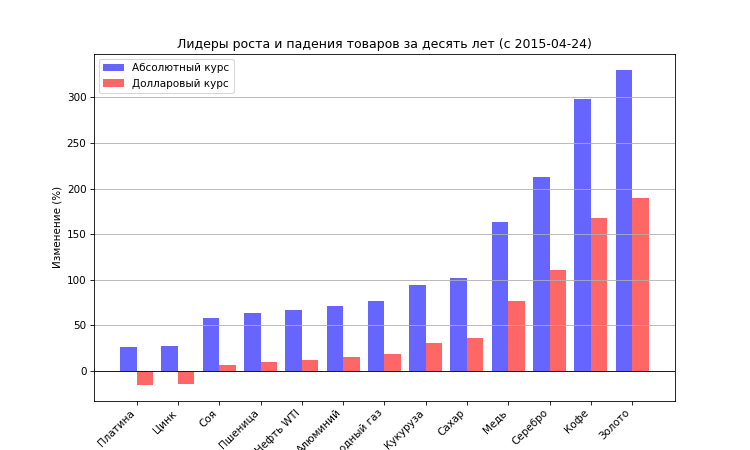 Лидеры роста и падения товаров за десять лет (с 2015-04-24)
Абсолютный курс
Долларовый курс
Изменение (%)
300
250
200
150
100
50
0
Платина
Цинк
Соя
Пшеница
Нефть WTI
Алюминий
одный газ
Кукуруза
Сахар
Медь
Серебро
Кофе
Золото